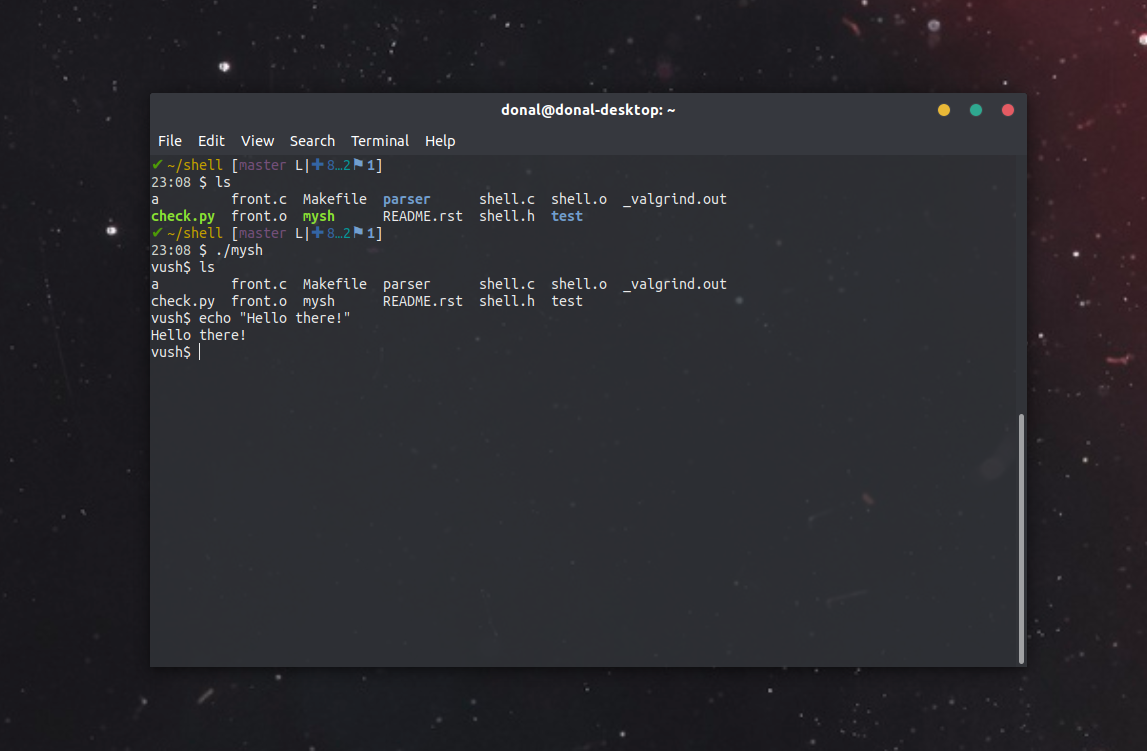 donal@donal-desktop: ~
File Edit View Search Terminal Help
✔ ~/shell [master L|✚ 8…2⚑ 1]
23:08 $ ls
a         front.c  Makefile  parser      shell.c  shell.o  _valgrind.out
check.py  front.o  mysh      README.rst  shell.h  test
✔ ~/shell [master L|✚ 8…2⚑ 1]
23:08 $ ./mysh
vush$ ls
a         front.c  Makefile  parser      shell.c  shell.o  _valgrind.out
check.py  front.o  mysh      README.rst  shell.h  test
vush$ echo "Hello there!"
Hello there!
vush$